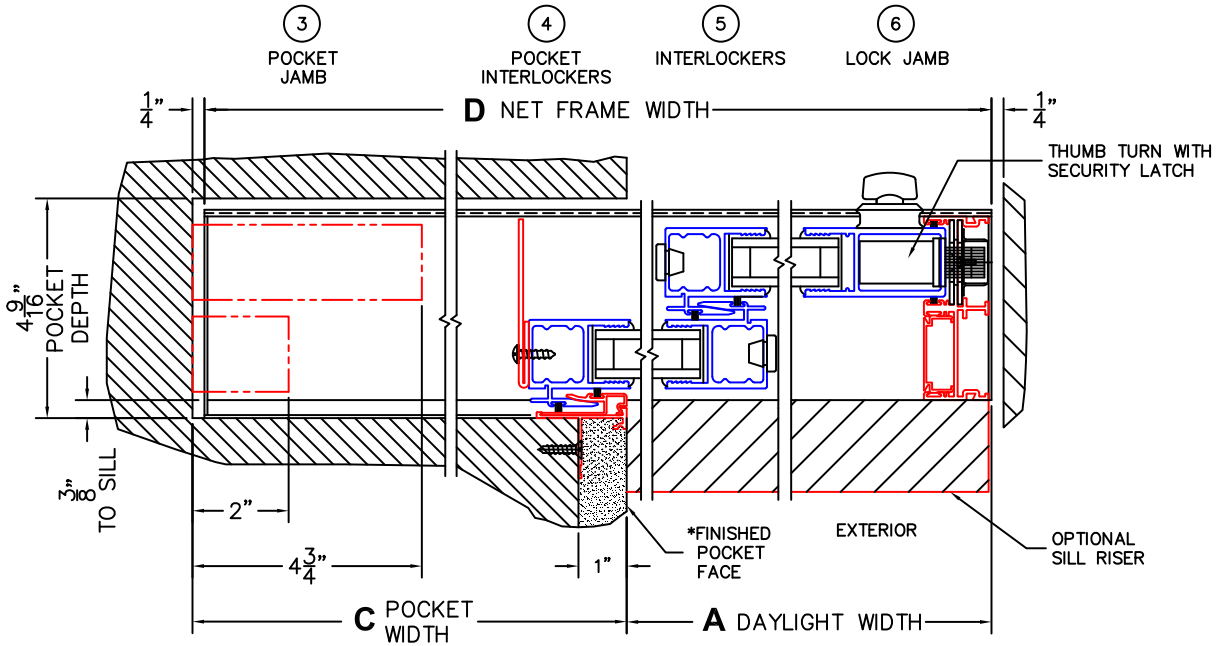 3
POCKET
JAMB
4
POCKET
INTERLOCKERS
5
INTERLOCKERS
6
LOCK JAMB
1/4"
D NET FRAME WIDTH
1/4"
THUMB TURN WITH
SECURITY LATCH
4 9/16"
POCKET
DEPTH
3/8"
TO SILL
2"
4 3/4"
1"
*FINISHED
POCKET
FACE
EXTERIOR
OPTIONAL
SILL RISER
C POCKET
WIDTH
A DAYLIGHT WIDTH